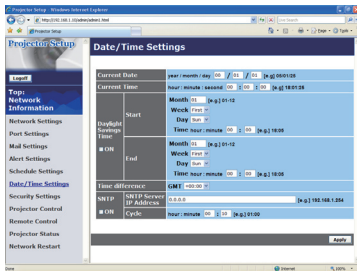 Projector Setup - Windows Internet Explorer
http://192.168.1.10/admin/admin1.html
Live Search
Projector Setup
Page
Tools
Projector Setup
Logoff
Top:
Network
Information
Network Settings
Port Settings
Mail Settings
Alert Settings
Schedule Settings
Date/Time Settings
Security Settings
Projector Control
Remote Control
Projector Status
Network Restart
Date/Time Settings
Current Date
year / month / day 00 / 01 / 01 [e.g] 05/01/25
Current Time
hour : minute : second 00 : 00 : 00 [e.g] 18:01:28
Daylight Savings Time
ON
Start
Month 01 [e.g.] 01-12
Week First
Day Sun
Time hour : minute 00 : 00 [e.g] 18:08
End
Month 01 [e.g.] 01-12
Week First
Day Sun
Time hour : minute 00 : 00 [e.g] 18:08
Time difference
GMT +00:00
SNTP
ON
SNTP Server IP Address
0.0.0.0 [e.g.] 192.168.1.254
Cycle
hour : minute 00 : 10 [e.g.] 01:00
Apply
Done
Internet
100%